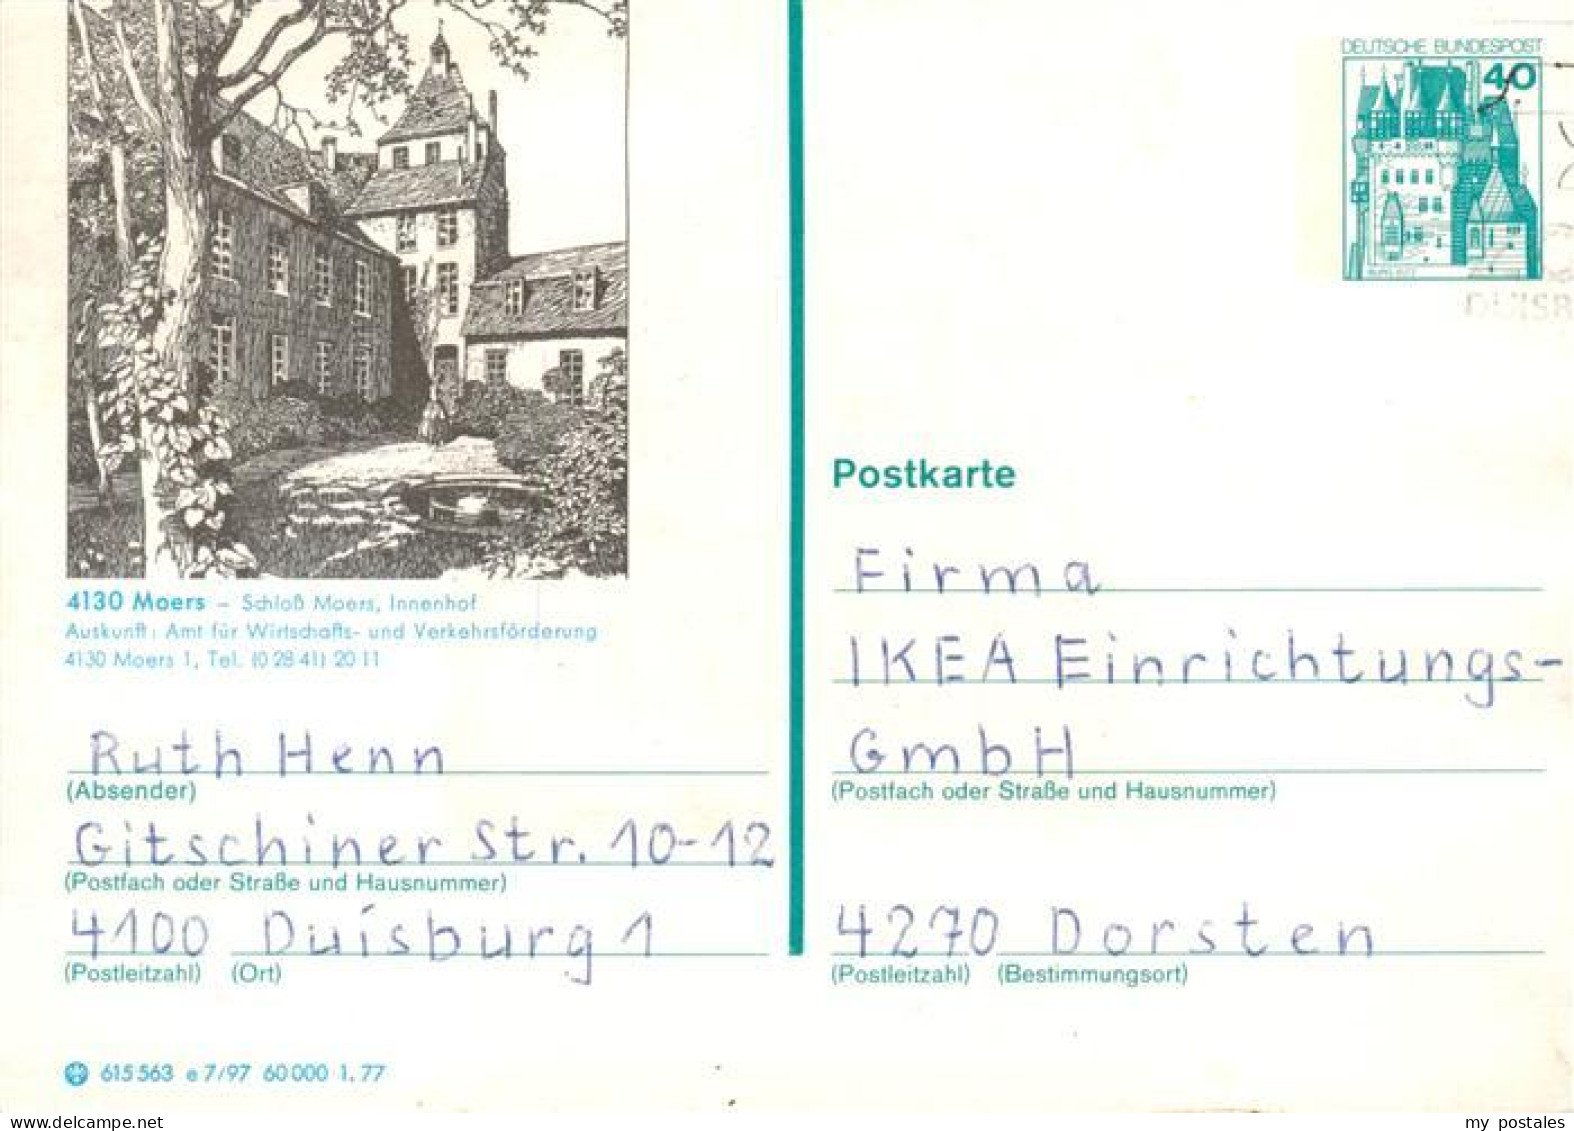 DEUTSCHE BUNDESPOST
40
4130 Moers – Schloß Moers, Innenhof
Auskunft: Amt für Wirtschafts- und Verkehrsförderung
4130 Moers 1, Tel. (0 28 41) 20 11
Ruth Henn
(Absender)
Gitschiner Str. 10-12
(Postfach oder Straße und Hausnummer)
4100 Duisburg 1
(Postleitzahl) (Ort)
615 563 e 7/97 60 000 1. 77
Postkarte
Firma
IKEA Einrichtungs-
GmbH
(Postfach oder Straße und Hausnummer)
4270 Dorsten
(Postleitzahl) (Bestimmungsort)
www.delcampe.net
my postales